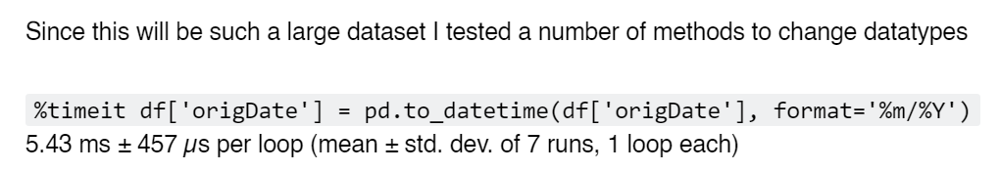 Since this will be such a large dataset I tested a number of methods to change datatypes
%timeit df['origDate'] = pd.to_datetime(df['origDate'], format='%m/%Y')
5.43 ms ± 457 µs per loop (mean ± std. dev. of 7 runs, 1 loop each)